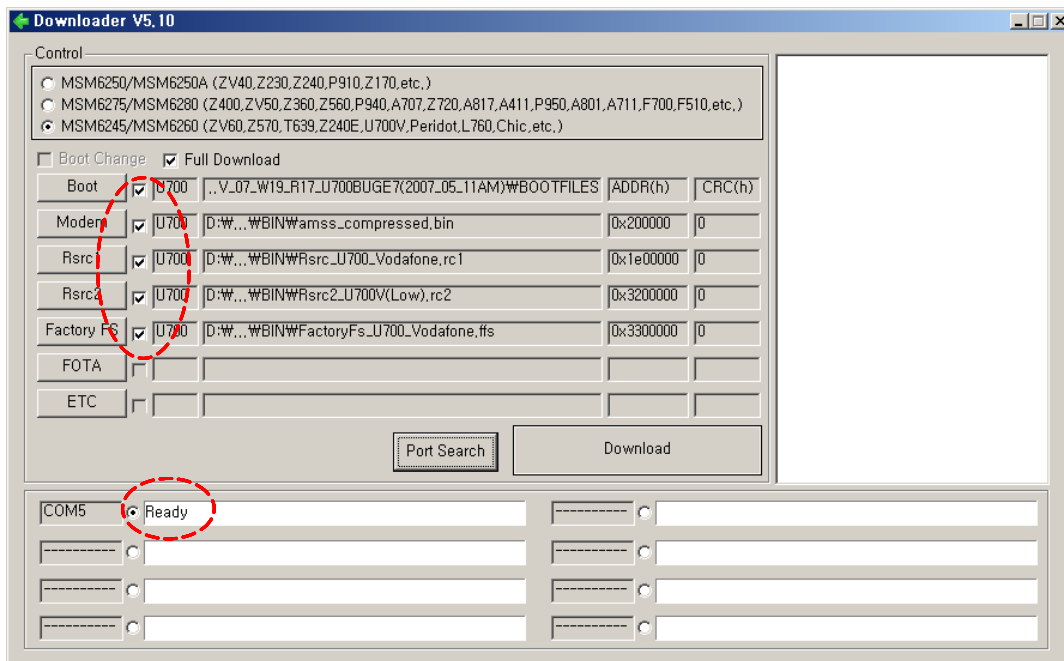 Downloader V5.10
Control
MSM6250/MSM6250A (ZV40,Z230,Z240,P910,Z170,etc.)
MSM6275/MSM6280 (Z400,ZV50,Z360,Z560,P940,A707,Z720,A817,A411,P950,A801,A711,F700,F510,etc.)
MSM6245/MSM6260 (ZV60,Z570,T639,Z240E,U700V,Peridot,L760,Chic,etc.)
Boot Change Full Download
Boot U700 ,,V_07_W19_R17_U700BUGE7(2007_05_11AM)₩BOOTFILES ADDR(h) CRC(h)
Modem U700 D:₩,,,₩BIN₩amss_compressed.bin 0x200000 0
Rsrc1 U700 D:₩,,,₩BIN₩Rsrc_U700_Vodafone.rc1 0x1e00000 0
Rsrc2 U700 D:₩,,,₩BIN₩Rsrc2_U700V(Low).rc2 0x3200000 0
Factory FS U700 D:₩,,,₩BIN₩FactoryFs_U700_Vodafone.ffs 0x3300000 0
FOTA
ETC
Port Search Download
COM5 Ready ----------
---------- ----------
---------- ----------
---------- ----------